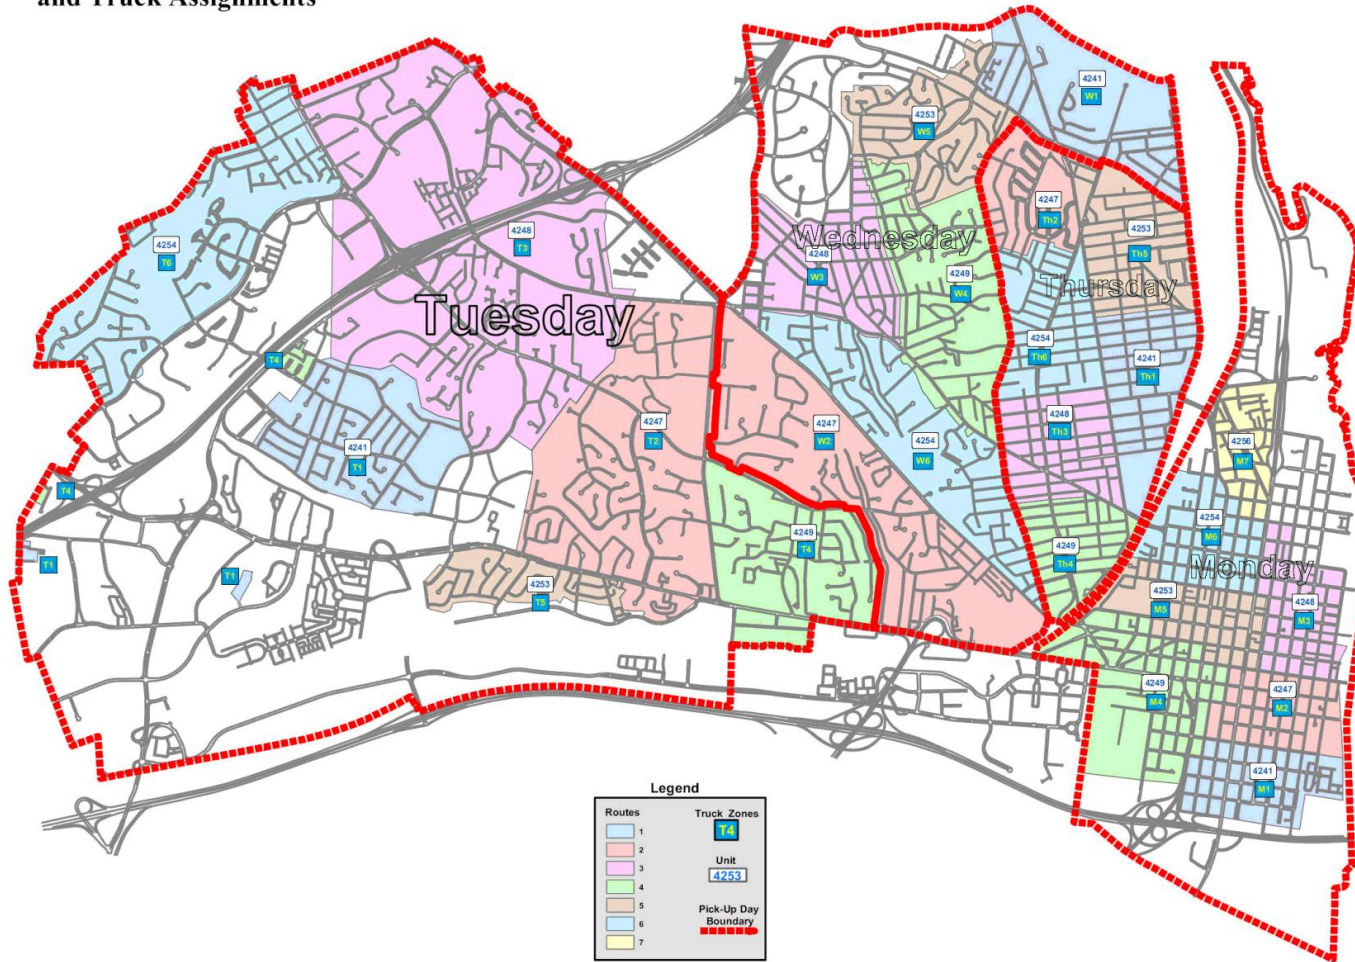 and Truck Assignments
4241
W1
4253
W5
4247
Th2
4253
Th5
4254
T6
4248
T3
Wednesday
4248
W3
4249
W4
Thursday
Tuesday
4254
Th6
4241
Th1
T4
4247
T2
4247
W2
4248
Th3
4241
T1
4254
W6
4256
M7
T4
4254
M6
4249
T4
4249
Th4
Monday
T1
T1
4253
T5
4253
M5
4248
M3
4249
M4
4247
M2
4241
M1
Legend
Routes
1
2
3
4
5
6
7
Truck Zones
T4
Unit
4253
Pick-Up Day
Boundary